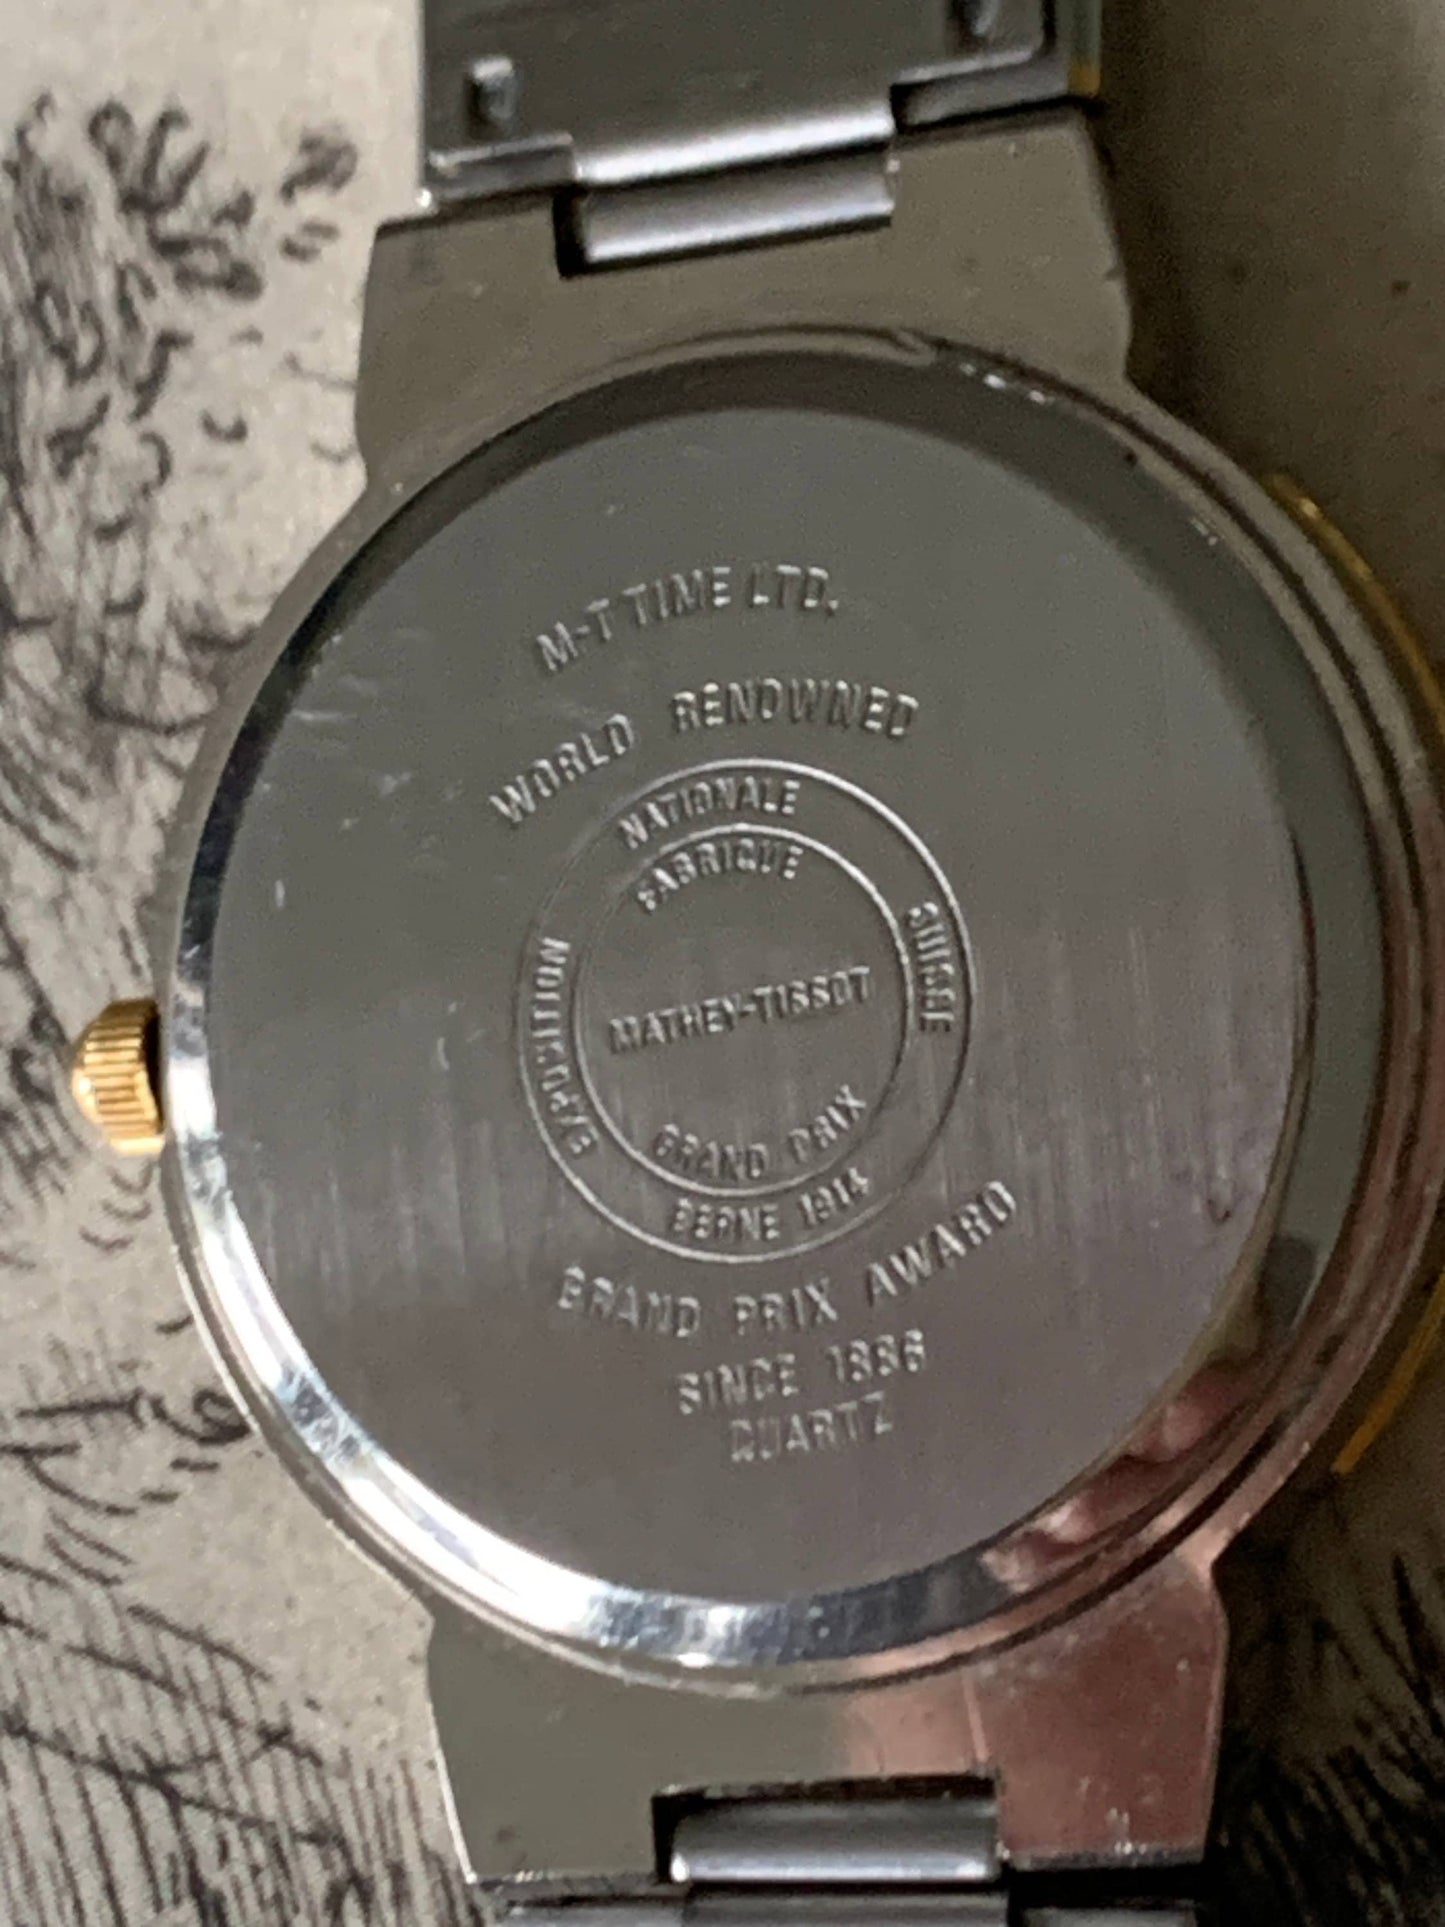 M-T TIME LTD.
WORLD RENOWNED
NATIONALE
SUISSE
EXPOSITION
BERNE 1914
FABRIQUE
MATHEY-TISSOT
GRAND PRIX
GRAND PRIX AWARD
SINCE 1886
QUARTZ